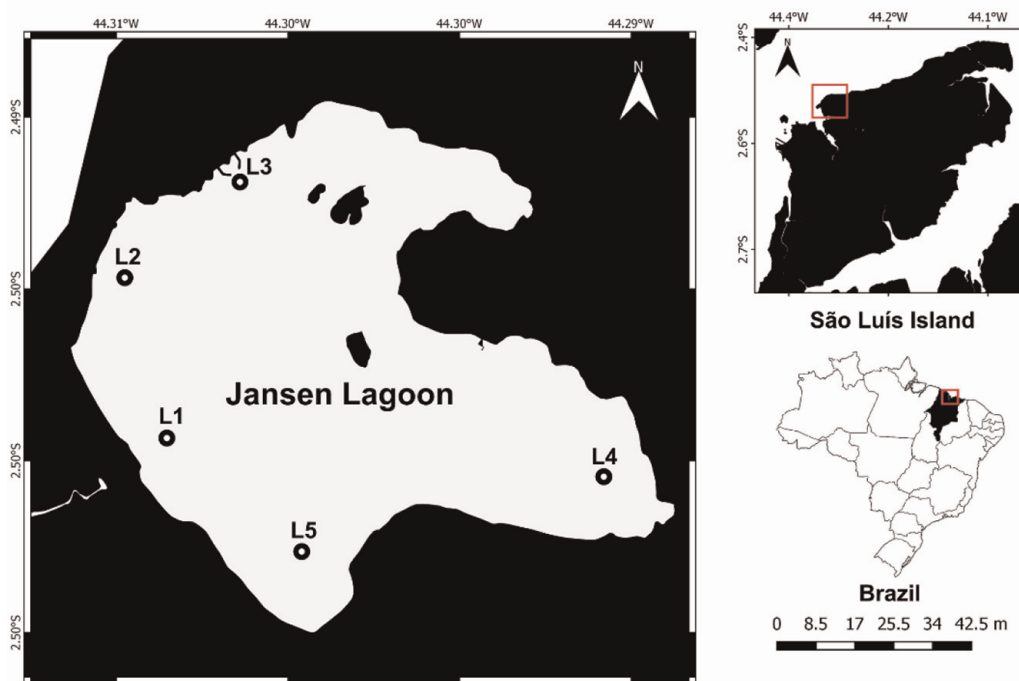 44.31°W 44.30°W 44.30°W 44.29°W
2.49°S
2.50°S
2.50°S
2.50°S
N
L3
L2
Jansen Lagoon
L1
L4
L5
44.4°W 44.2°W 44.1°W
2.4°S
2.6°S
2.7°S
N
São Luís Island
Brazil
0 8.5 17 25.5 34 42.5 m